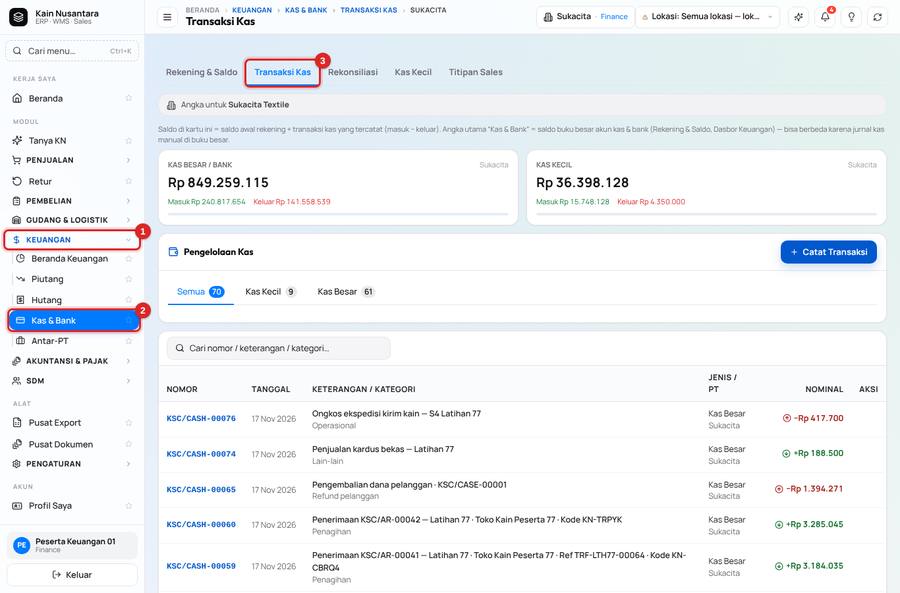 Kain Nusantara
ERP · WMS · Sales
Cari menu...
Ctrl+K
KERJA SAYA
Beranda
MODUL
Tanya KN
PENJUALAN
Retur
PEMBELIAN
GUDANG & LOGISTIK
KEUANGAN
1
Beranda Keuangan
Piutang
Hutang
2
Kas & Bank
Antar-PT
AKUNTANSI & PAJAK
SDM
ALAT
Pusat Export
Pusat Dokumen
PENGATURAN
AKUN
Profil Saya
PE
Peserta Keuangan 01
Finance
Keluar
BERANDA › KEUANGAN › KAS & BANK › TRANSAKSI KAS › SUKACITA
Transaksi Kas
Sukacita · Finance
Lokasi: Semua lokasi — lok...
4
Rekening & Saldo
Transaksi Kas
3
Rekonsiliasi
Kas Kecil
Titipan Sales
Angka untuk Sukacita Textile
Saldo di kartu ini = saldo awal rekening + transaksi kas yang tercatat (masuk − keluar). Angka utama "Kas & Bank" = saldo buku besar akun kas & bank (Rekening & Saldo, Dasbor Keuangan) — bisa berbeda karena jurnal kas
manual di buku besar.
KAS BESAR / BANK
Sukacita
Rp 849.259.115
Masuk Rp 240.817.654 Keluar Rp 141.558.539
KAS KECIL
Sukacita
Rp 36.398.128
Masuk Rp 15.748.128 Keluar Rp 4.350.000
Pengelolaan Kas
+ Catat Transaksi
Semua 70
Kas Kecil 9
Kas Besar 61
Cari nomor / keterangan / kategori...
NOMOR TANGGAL KETERANGAN / KATEGORI JENIS / PT NOMINAL AKSI
KSC/CASH-00076 17 Nov 2026 Ongkos ekspedisi kirim kain — S4 Latihan 77 Kas Besar −Rp 417.700
Operasional Sukacita
KSC/CASH-00074 17 Nov 2026 Penjualan kardus bekas — Latihan 77 Kas Besar +Rp 188.500
Lain-lain Sukacita
KSC/CASH-00065 17 Nov 2026 Pengembalian dana pelanggan · KSC/CASE-00001 Kas Besar −Rp 1.394.271
Refund pelanggan Sukacita
KSC/CASH-00060 17 Nov 2026 Penerimaan KSC/AR-00042 — Latihan 77 · Toko Kain Peserta 77 · Kode KN-TRPYK Kas Besar +Rp 3.285.045
Penagihan Sukacita
KSC/CASH-00059 17 Nov 2026 Penerimaan KSC/AR-00041 — Latihan 77 · Toko Kain Peserta 77 · Ref TRF-LTH77-00064 · Kode KN- Kas Besar +Rp 3.184.035
CBRQ4 Sukacita
Penagihan